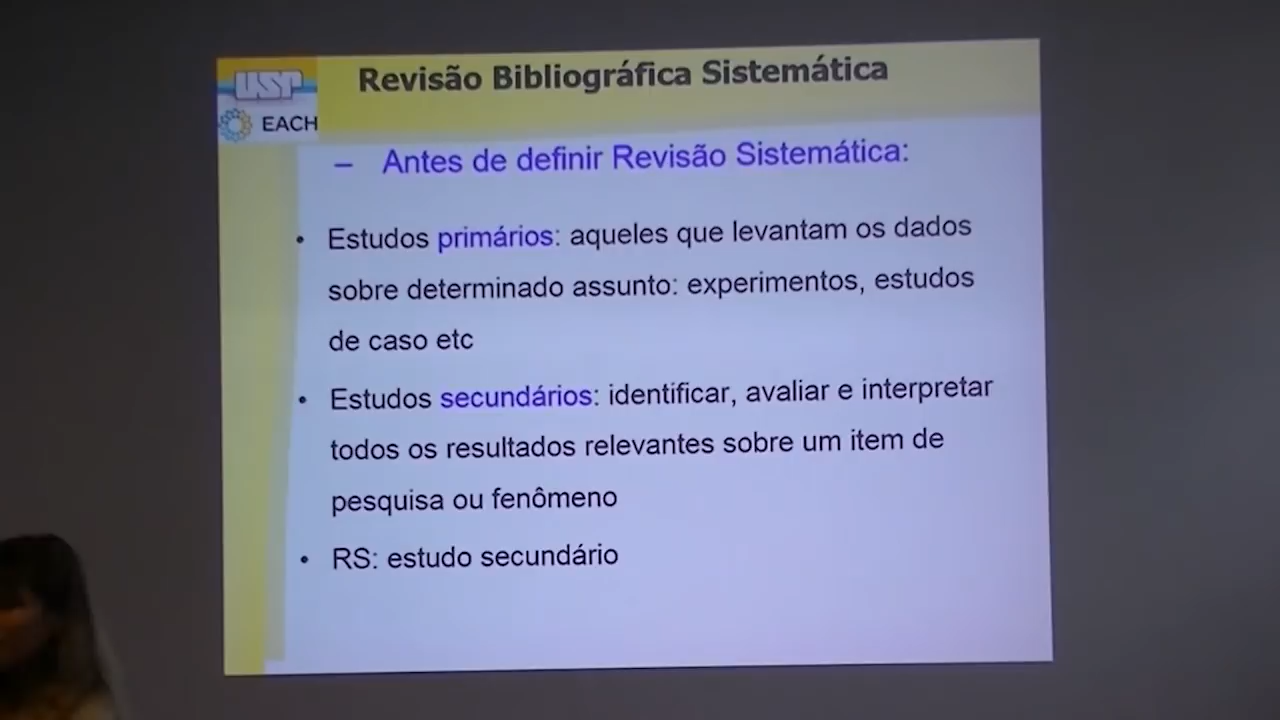 USP
EACH
Revisão Bibliográfica Sistemática
– Antes de definir Revisão Sistemática:
• Estudos primários: aqueles que levantam os dados
sobre determinado assunto: experimentos, estudos
de caso etc
• Estudos secundários: identificar, avaliar e interpretar
todos os resultados relevantes sobre um item de
pesquisa ou fenômeno
• RS: estudo secundário